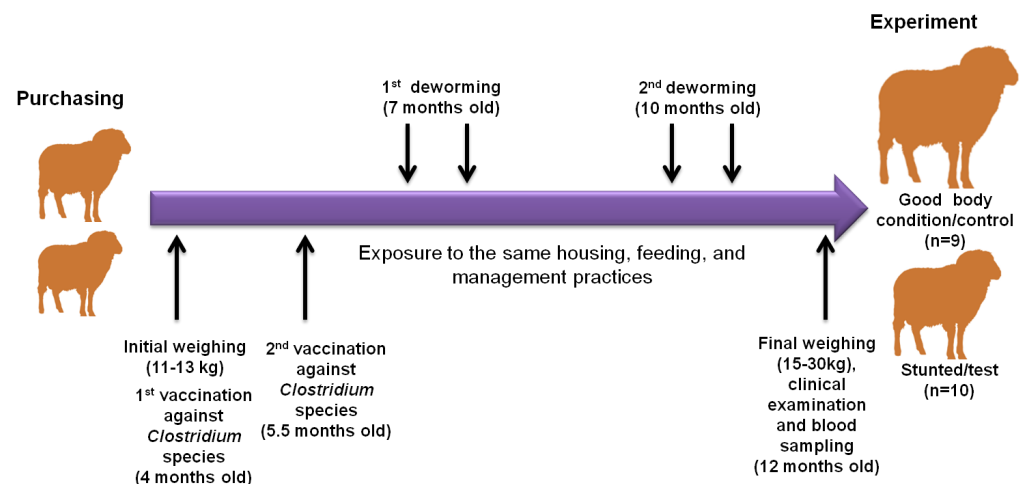 Purchasing
1st deworming
(7 months old)
2nd deworming
(10 months old)
Experiment
Good body
condition/control
(n=9)
Exposure to the same housing, feeding, and
management practices
Initial weighing
(11-13 kg)
1st vaccination
against
Clostridium
species
(4 months old)
2nd vaccination
against
Clostridium
species
(5.5 months old)
Final weighing
(15-30kg),
clinical
examination
and blood
sampling
(12 months old)
Stunted/test
(n=10)